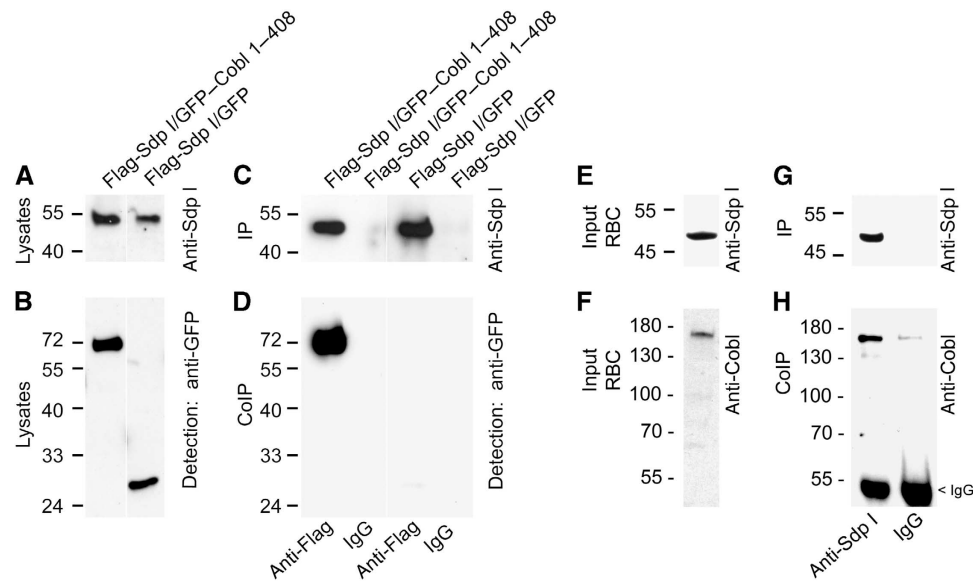 Flag-Sdp I/GFP–Cobl 1–408
Flag-Sdp I/GFP
Flag-Sdp I/GFP–Cobl 1–408
Flag-Sdp I/GFP–Cobl 1–408
Flag-Sdp I/GFP
Flag-Sdp I/GFP
A
Lysates
55
40
Anti-Sdp I
C
IP
55
40
Anti-Sdp I
E
Input
RBC
55
45
Anti-Sdp I
G
IP
55
45
Anti-Sdp I
B
Lysates
72
55
40
33
24
Detection: anti-GFP
D
CoIP
72
55
40
33
24
Detection: anti-GFP
Anti-Flag
IgG
Anti-Flag
IgG
F
Input
RBC
180
130
100
70
55
Anti-Cobl
H
CoIP
180
130
100
70
55
Anti-Cobl
< IgG
Anti-Sdp I
IgG